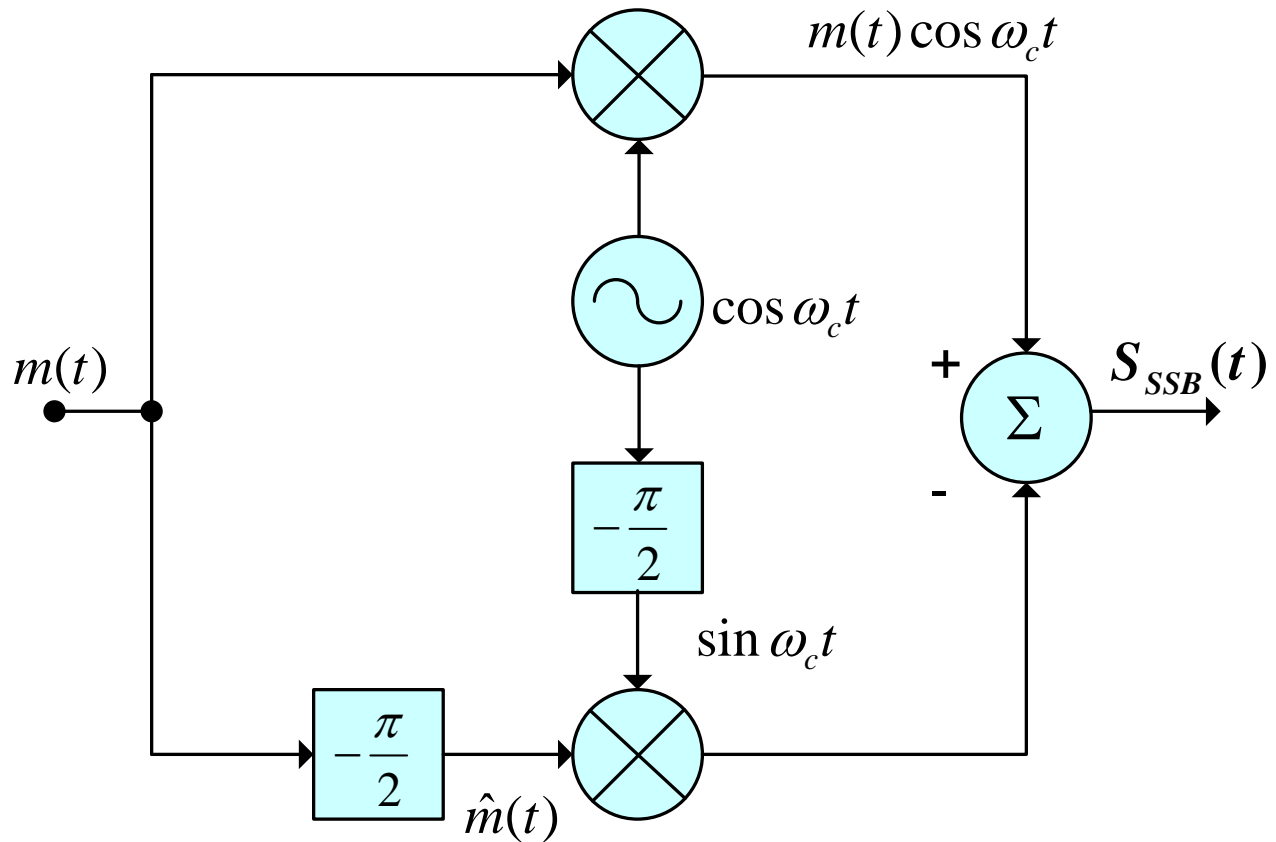 m(t) cos ω_c t
cos ω_c t
m(t)
+
S_SSB(t)
Σ
-
-π/2
sin ω_c t
-π/2
m̂(t)